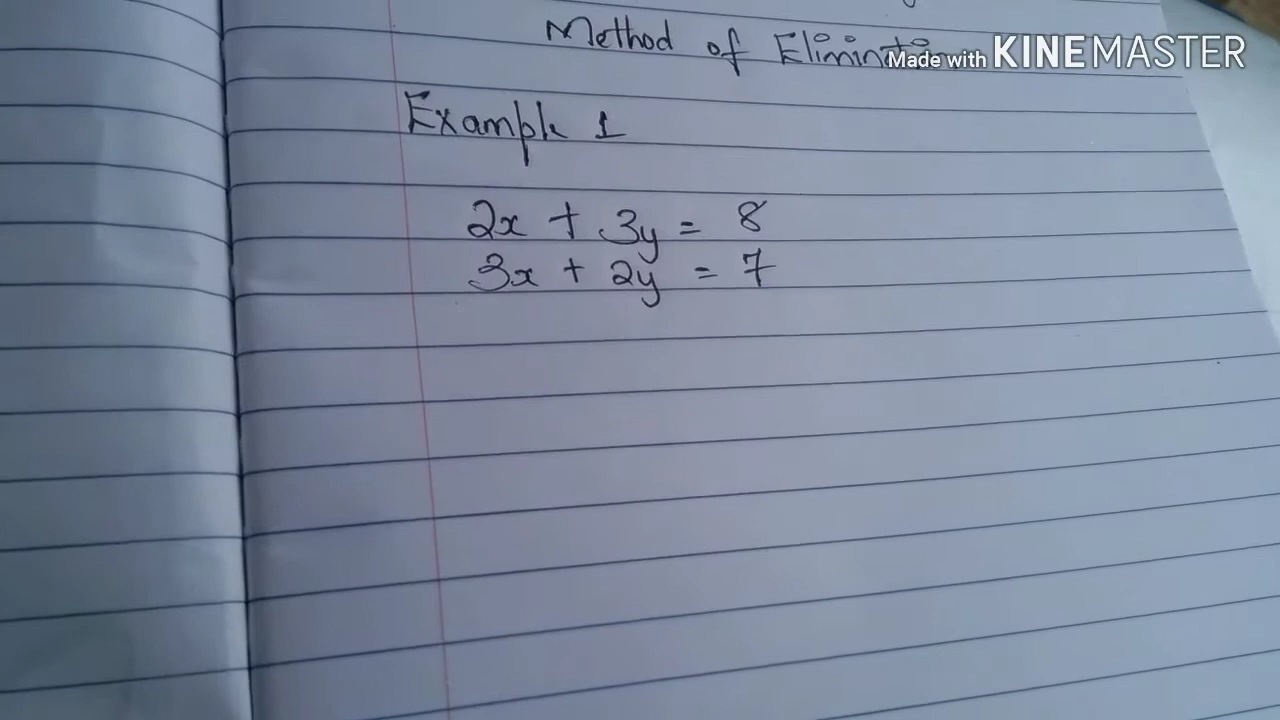 Method of
Made with KINEMASTER
Example 1
2x + 3y = 8
3x + 2y = 7